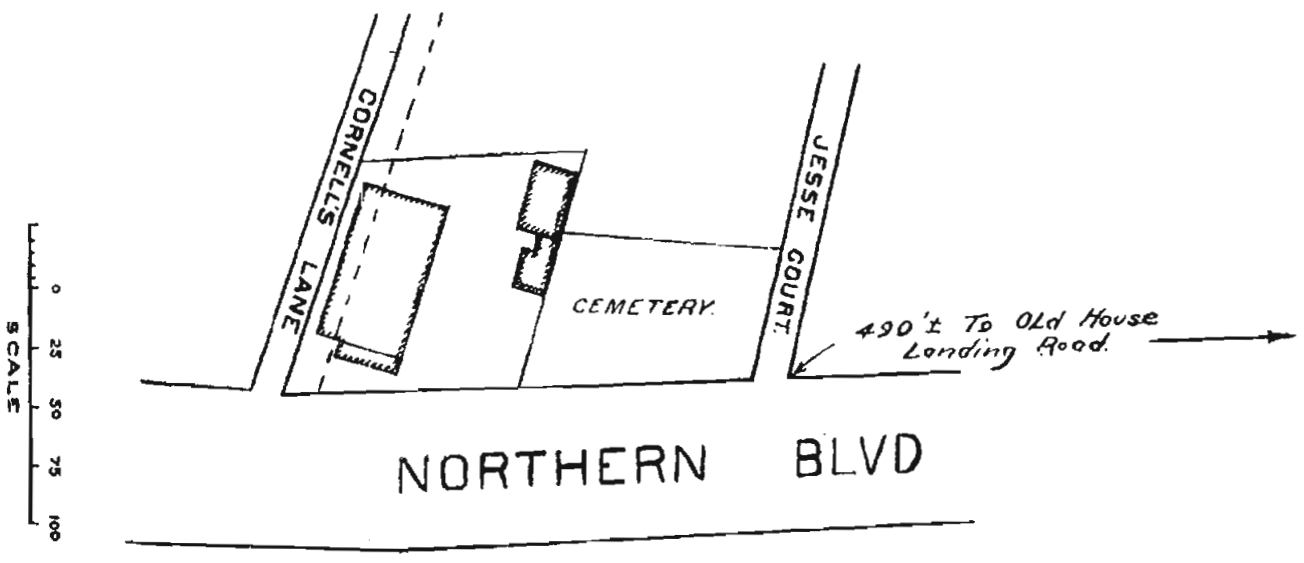 CORNELL'S LANE
JESSE COURT.
CEMETERY.
490'± To Old House
Landing Road.
NORTHERN BLVD
SCALE
0
25
50
75
100